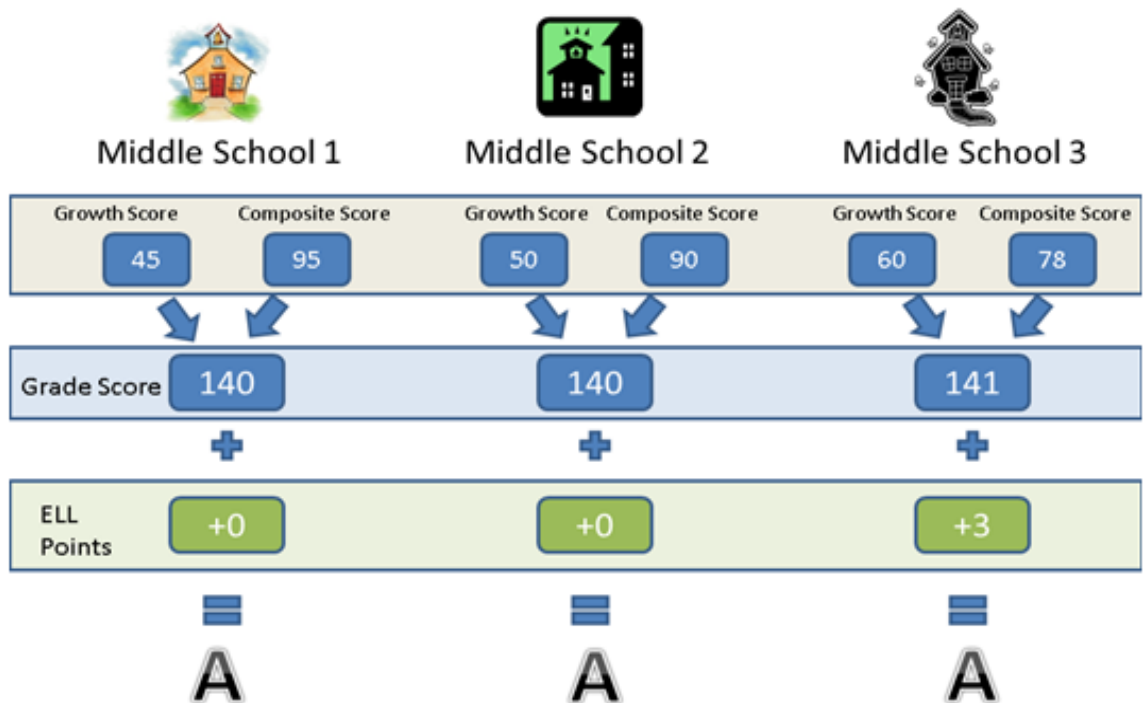 Middle School 1 Middle School 2 Middle School 3
Growth Score Composite Score Growth Score Composite Score Growth Score Composite Score
45 95 50 90 60 78
Grade Score 140 140 141
+ + +
ELL
Points
+0 +0 +3
= = =
A A A